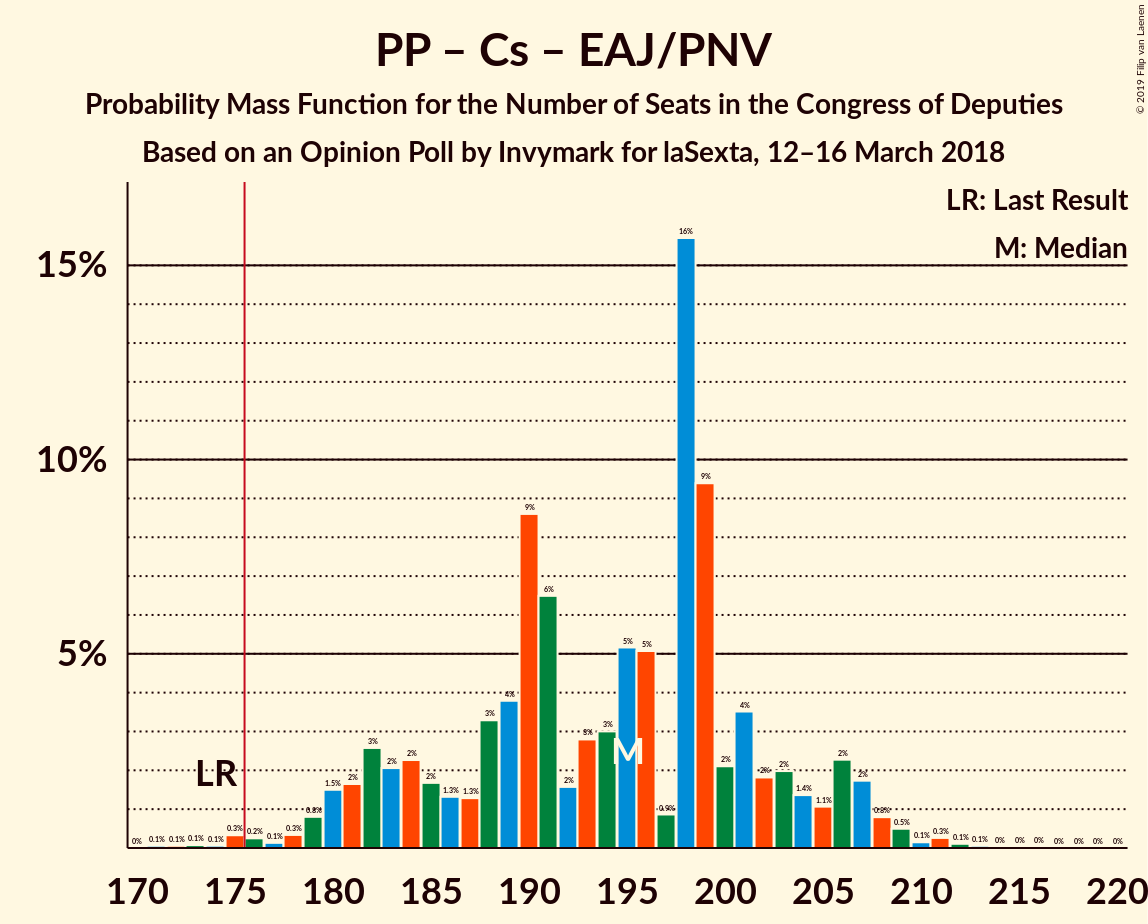 PP – Cs – EAJ/PNV
Probability Mass Function for the Number of Seats in the Congress of Deputies
Based on an Opinion Poll by Invymark for laSexta, 12–16 March 2018
© 2019 Filip van Laenen
LR: Last Result
M: Median
15%
10%
5%
LR
M
0% 0.1% 0.1% 0.1% 0.1% 0.3% 0.2% 0.1% 0.3% 0.8% 1.5% 2% 3% 2% 2% 2% 1.3% 1.3% 3% 4% 9% 6% 2% 3% 3% 5% 5% 0.9% 16% 9% 2% 4% 2% 2% 1.4% 1.1% 2% 2% 0.8% 0.5% 0.1% 0.3% 0.1% 0.1% 0% 0% 0% 0% 0% 0% 0%
170 175 180 185 190 195 200 205 210 215 220